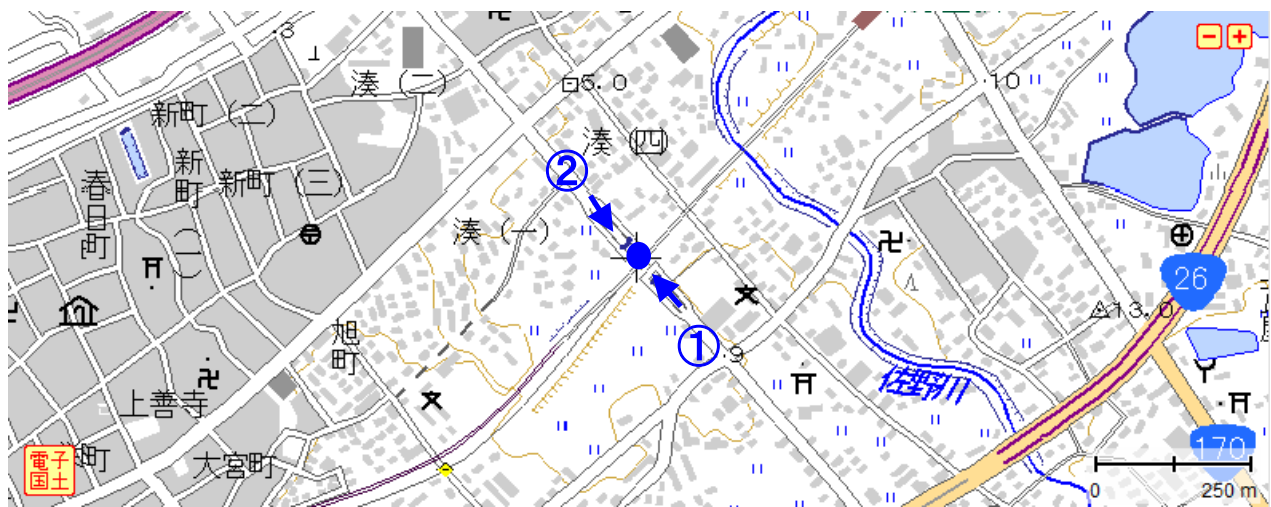 3
湊(二)
5.0
10
新町(二)
湊(四)
新町
新町(三)
②
春日町
(一)
湊(一)
26
13.0
旭町
①
9
佐野川
上善寺
大宮町
町
170
電子
国土
0
250 m